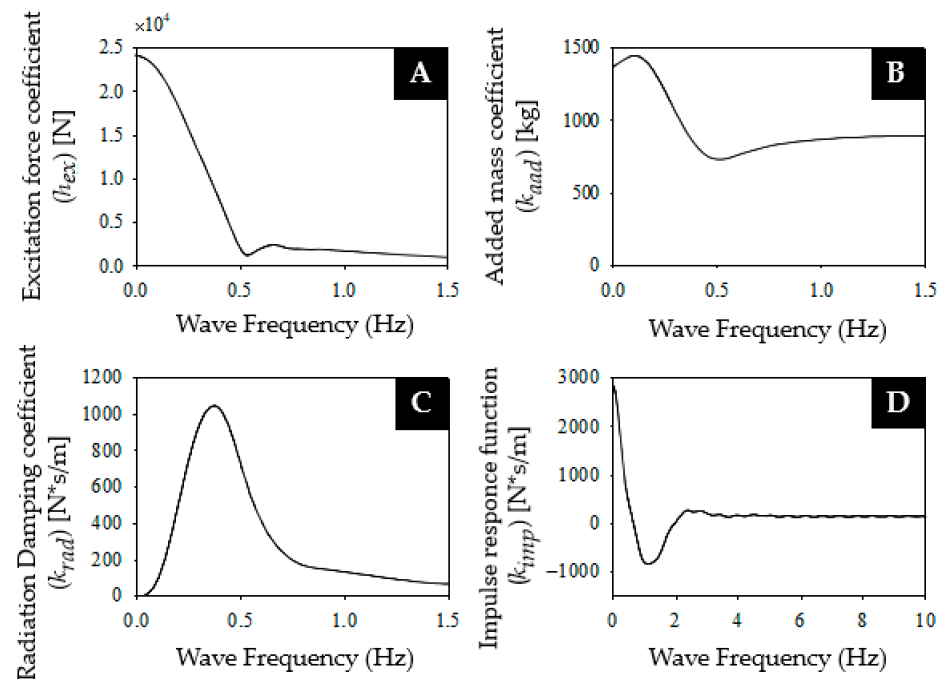 ×10⁴
Excitation force coefficient
(hₑₓ) [N]
2.5
2.0
1.5
1.0
0.5
0.0
0.0 0.5 1.0 1.5
Wave Frequency (Hz)
A
Added mass coefficient
(k_aad) [kg]
1500
1000
500
0
0.0 0.5 1.0 1.5
Wave Frequency (Hz)
B
Radiation Damping coefficient
(k_rad) [N*s/m]
1200
1000
800
600
400
200
0
0.0 0.5 1.0 1.5
Wave Frequency (Hz)
C
Impulse responce function
(k_imp) [N*s/m]
3000
2000
1000
0
−1000
0 2 4 6 8 10
Wave Frequency (Hz)
D